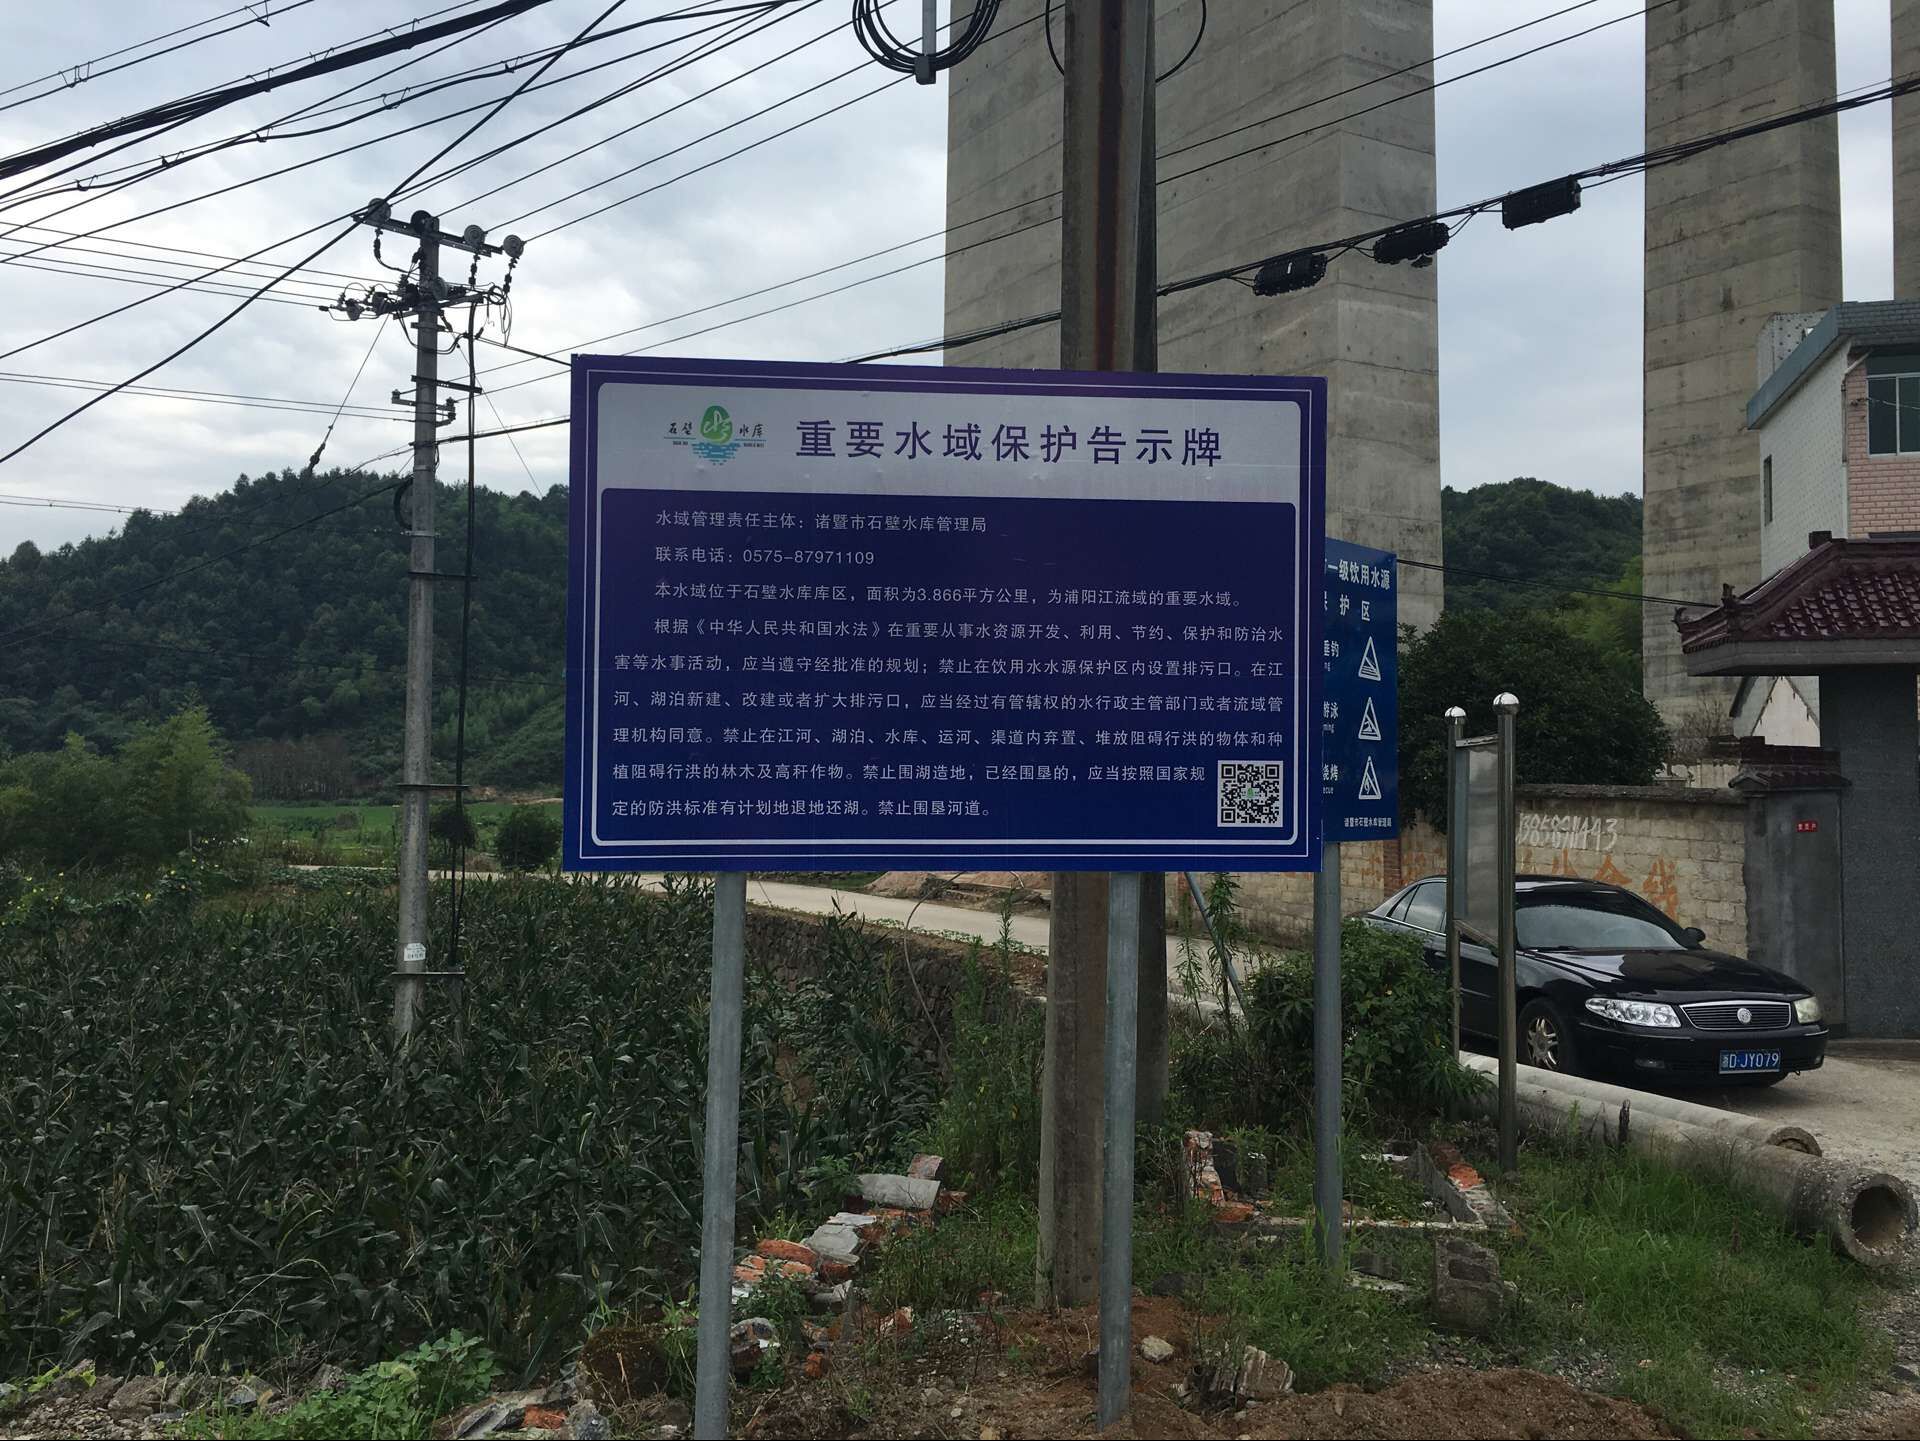 石壁水库
重要水域保护告示牌
水域管理责任主体：诸暨市石壁水库管理局
联系电话：0575-87971109
本水域位于石壁水库库区，面积为3.866平方公里，为浦阳江流域的重要水域。
根据《中华人民共和国水法》在重要从事水资源开发、利用、节约、保护和防治水
害等水事活动，应当遵守经批准的规划；禁止在饮用水水源保护区内设置排污口。在江
河、湖泊新建、改建或者扩大排污口，应当经过有管辖权的水行政主管部门或者流域管
理机构同意。禁止在江河、湖泊、水库、运河、渠道内弃置、堆放阻碍行洪的物体和种
植阻碍行洪的林木及高秆作物。禁止围湖造地，已经围垦的，应当按照国家规
定的防洪标准有计划地退地还湖。禁止围垦河道。
一级饮用水源
护区
垂钓
游泳
烧烤
诸暨市石壁水库管理局
浙D·JY079